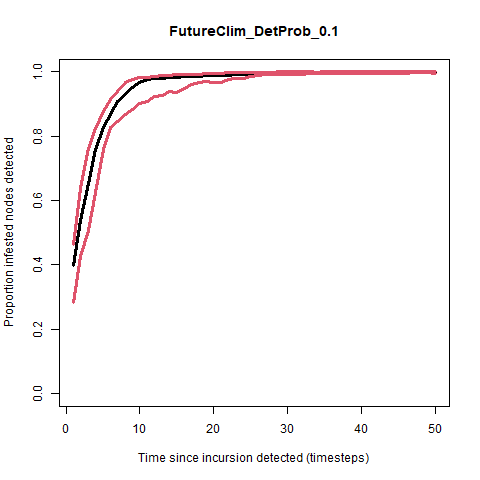 FutureClim_DetProb_0.1
Proportion infested nodes detected
1.0
0.8
0.6
0.4
0.2
0.0
0 10 20 30 40 50
Time since incursion detected (timesteps)